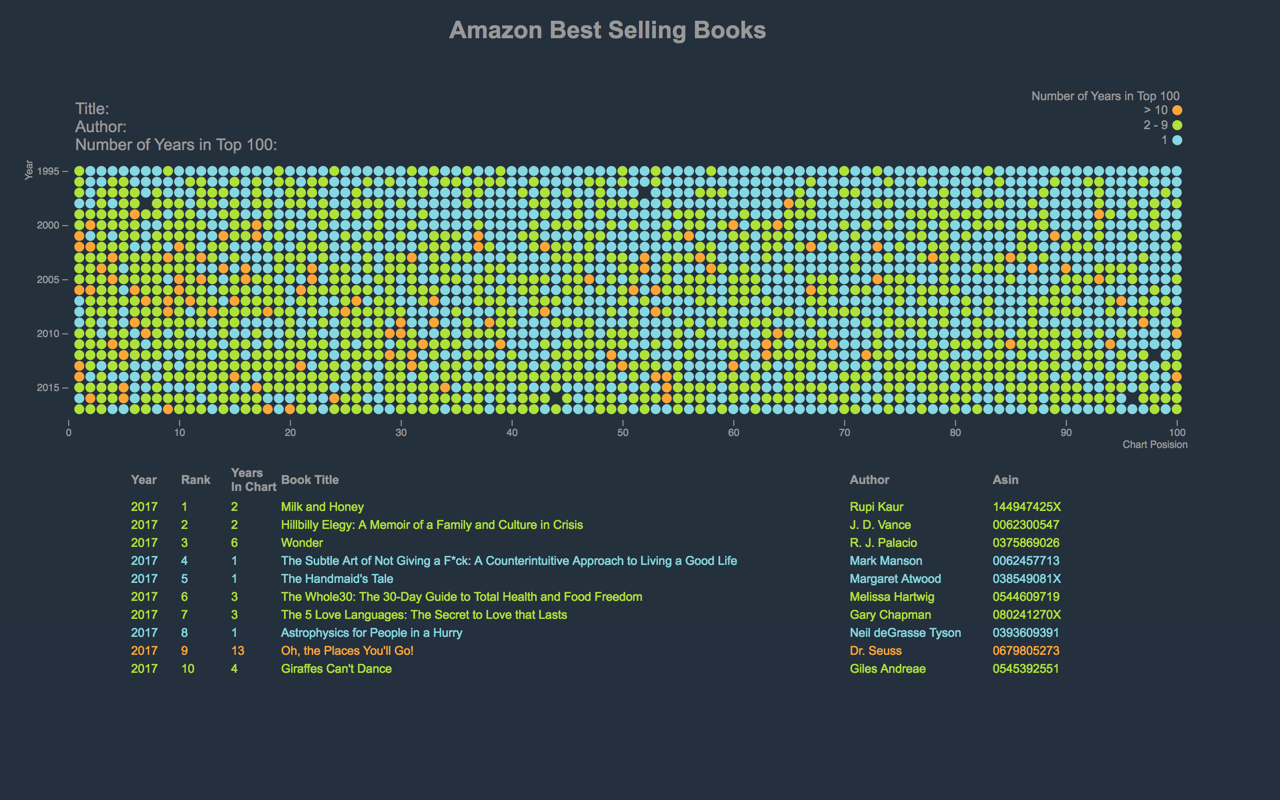 Amazon Best Selling Books
Number of Years in Top 100
Title:
> 10
Author:
2 - 9
Number of Years in Top 100:
1
Year
1995
2000
2005
2010
2015
0 10 20 30 40 50 60 70 80 90 100
Chart Posision
Year Rank Years In Chart Book Title Author Asin
2017 1 2 Milk and Honey Rupi Kaur 144947425X
2017 2 2 Hillbilly Elegy: A Memoir of a Family and Culture in Crisis J. D. Vance 0062300547
2017 3 6 Wonder R. J. Palacio 0375869026
2017 4 1 The Subtle Art of Not Giving a F*ck: A Counterintuitive Approach to Living a Good Life Mark Manson 0062457713
2017 5 1 The Handmaid's Tale Margaret Atwood 038549081X
2017 6 3 The Whole30: The 30-Day Guide to Total Health and Food Freedom Melissa Hartwig 0544609719
2017 7 3 The 5 Love Languages: The Secret to Love that Lasts Gary Chapman 080241270X
2017 8 1 Astrophysics for People in a Hurry Neil deGrasse Tyson 0393609391
2017 9 13 Oh, the Places You'll Go! Dr. Seuss 0679805273
2017 10 4 Giraffes Can't Dance Giles Andreae 0545392551